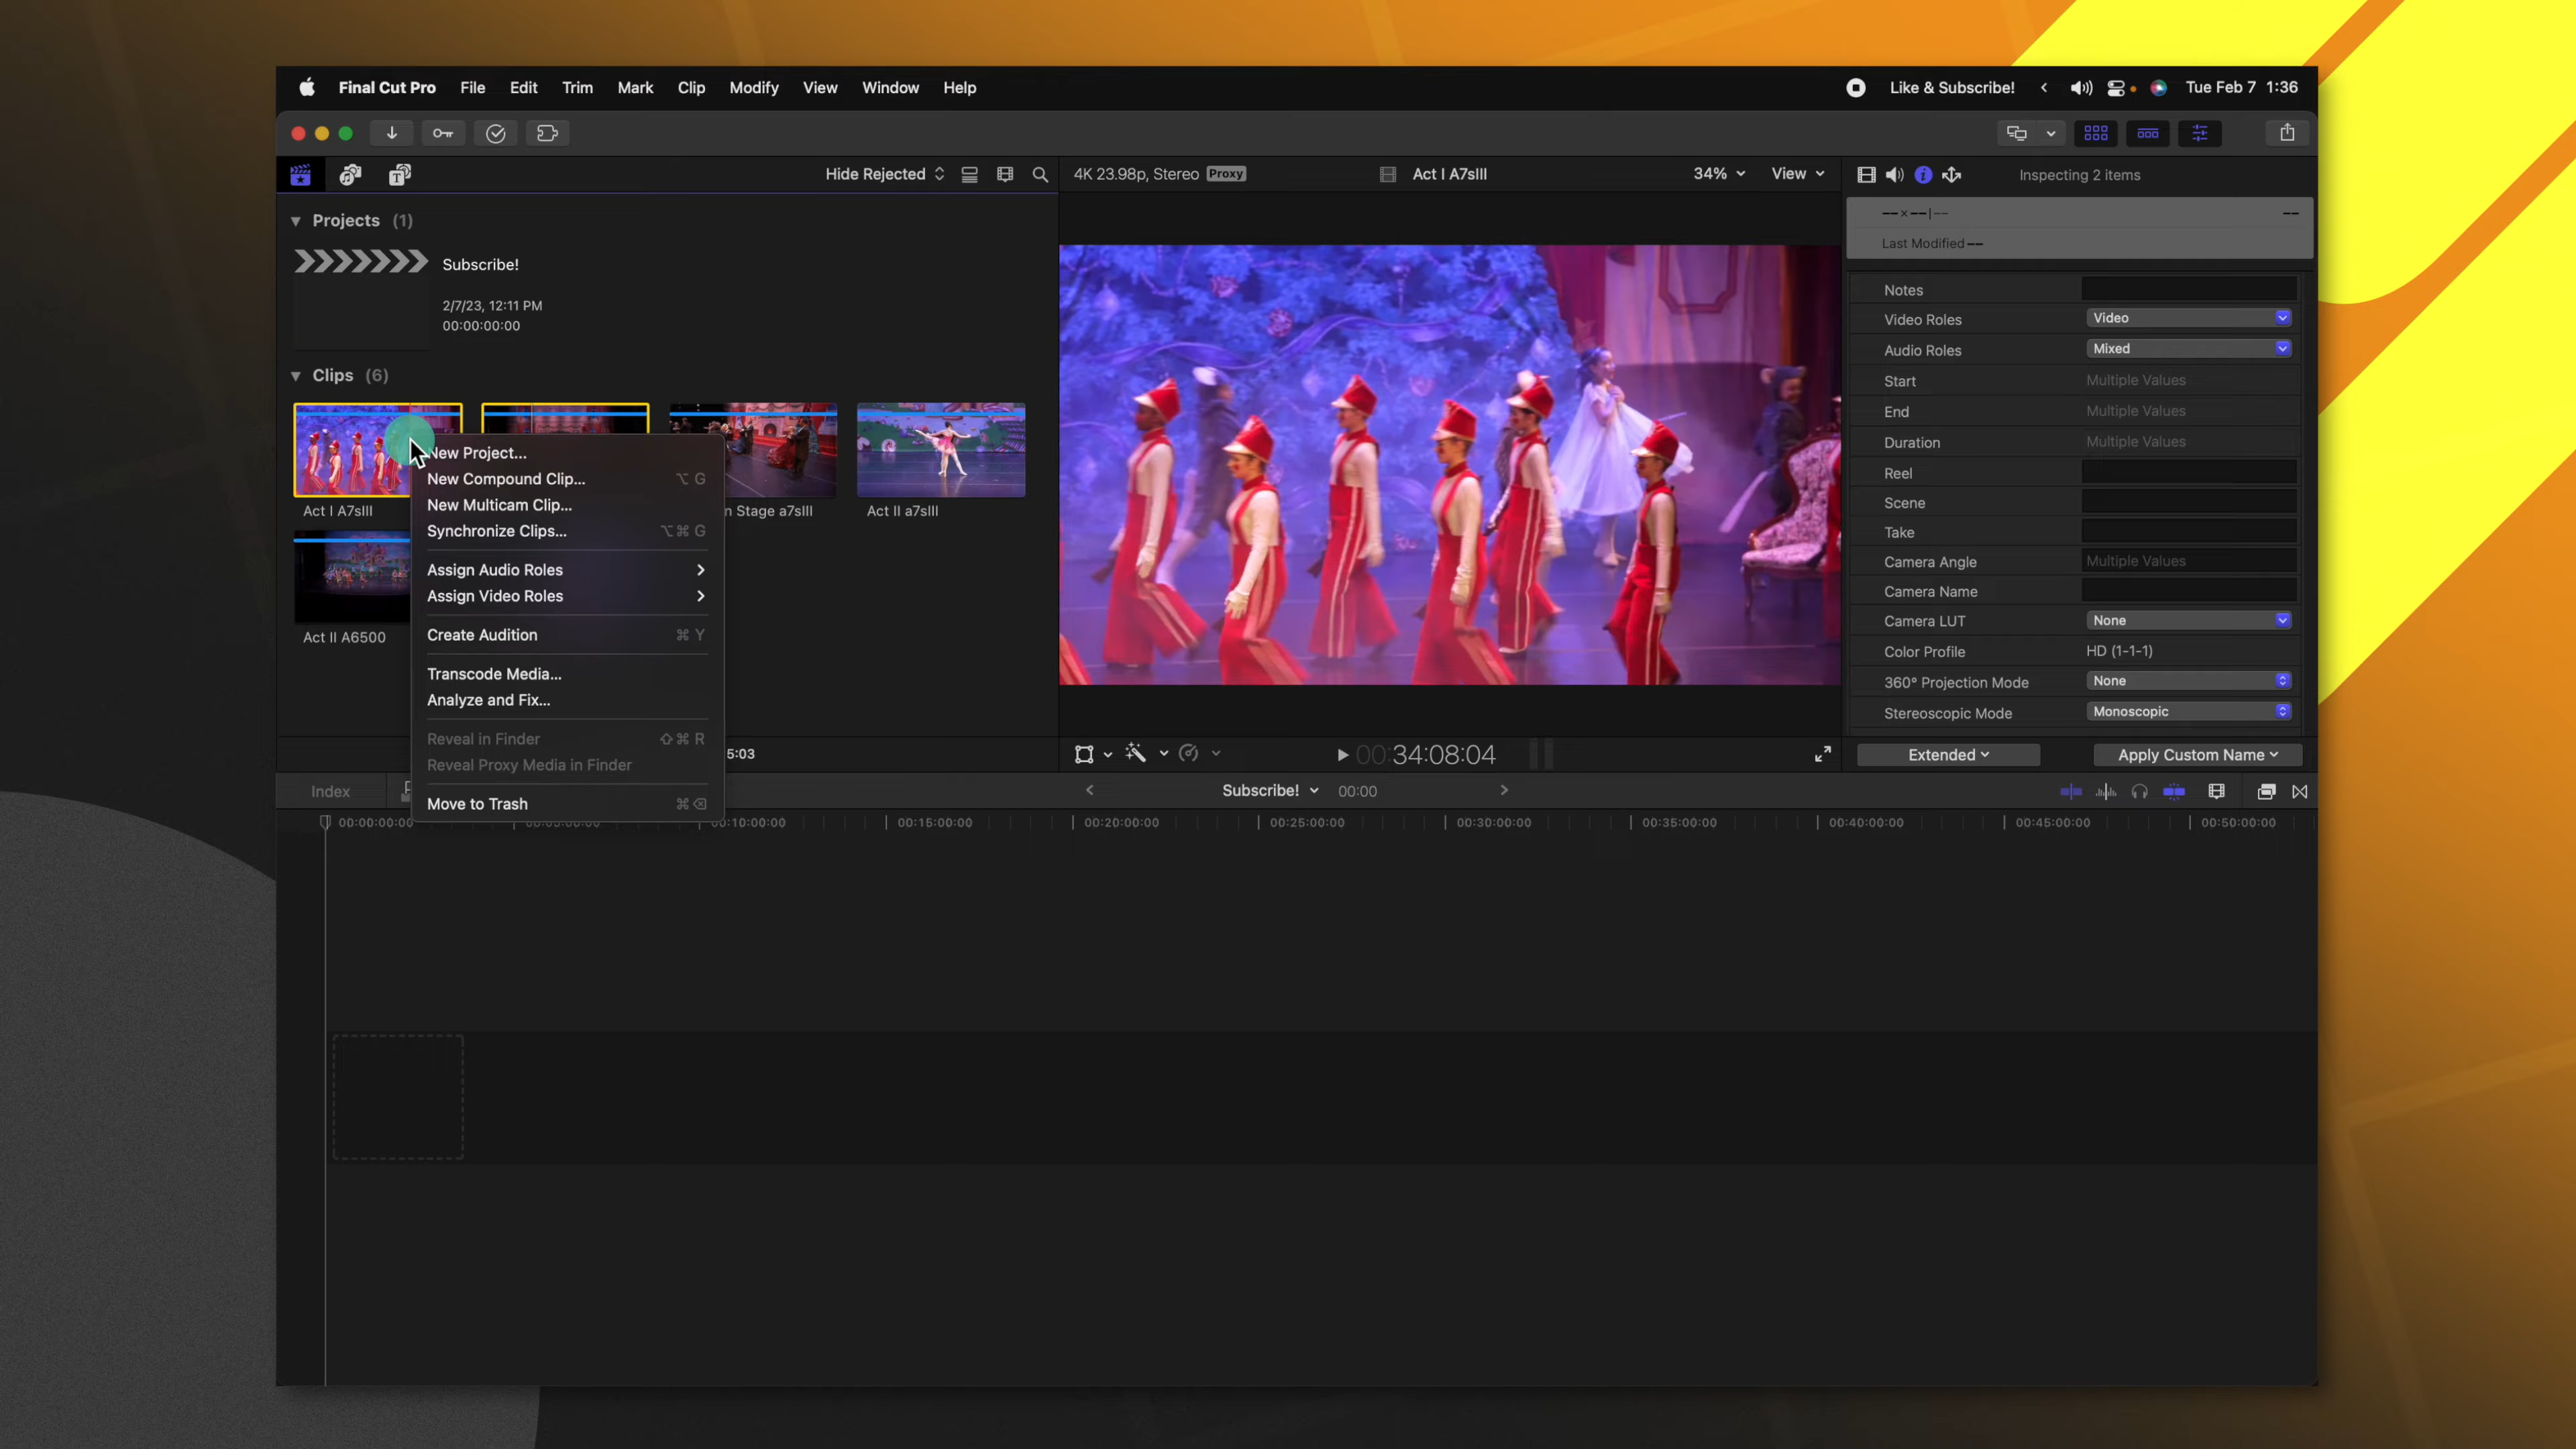 Final Cut Pro File Edit Trim Mark Clip Modify View Window Help
Like & Subscribe! Tue Feb 7 1:36
Hide Rejected
4K 23.98p, Stereo Proxy
Act I A7sIII
34% View
Inspecting 2 items
Projects (1)
Subscribe!
2/7/23, 12:11 PM
00:00:00:00
Clips (6)
Act I A7sIII
n Stage a7sIII
Act II a7sIII
Act II A6500
New Project...
New Compound Clip... ⌥ G
New Multicam Clip...
Synchronize Clips... ⌥ ⌘ G
Assign Audio Roles
Assign Video Roles
Create Audition ⌘ Y
Transcode Media...
Analyze and Fix...
Reveal in Finder ⇧ ⌘ R
Reveal Proxy Media in Finder
Move to Trash ⌘ ⌫
5:03
00:34:08:04
--×--|-- --
Last Modified --
Notes
Video Roles Video
Audio Roles Mixed
Start Multiple Values
End Multiple Values
Duration Multiple Values
Reel
Scene
Take
Camera Angle Multiple Values
Camera Name
Camera LUT None
Color Profile HD (1-1-1)
360° Projection Mode None
Stereoscopic Mode Monoscopic
Extended Apply Custom Name
Index
Subscribe! 00:00
00:00:00:00 00:05:00:00 00:10:00:00 00:15:00:00 00:20:00:00 00:25:00:00 00:30:00:00 00:35:00:00 00:40:00:00 00:45:00:00 00:50:00:00